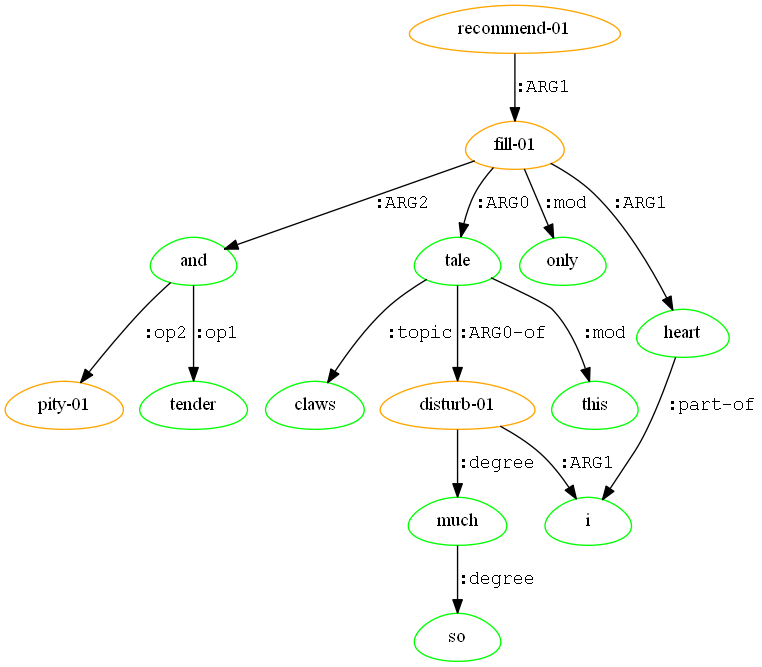 recommend-01
:ARG1
fill-01
:ARG2 :ARG0 :mod :ARG1
and tale only
heart
:op2 :op1 :topic :ARG0-of :mod
pity-01 tender claws disturb-01 this
:part-of
:degree :ARG1
much i
:degree
so